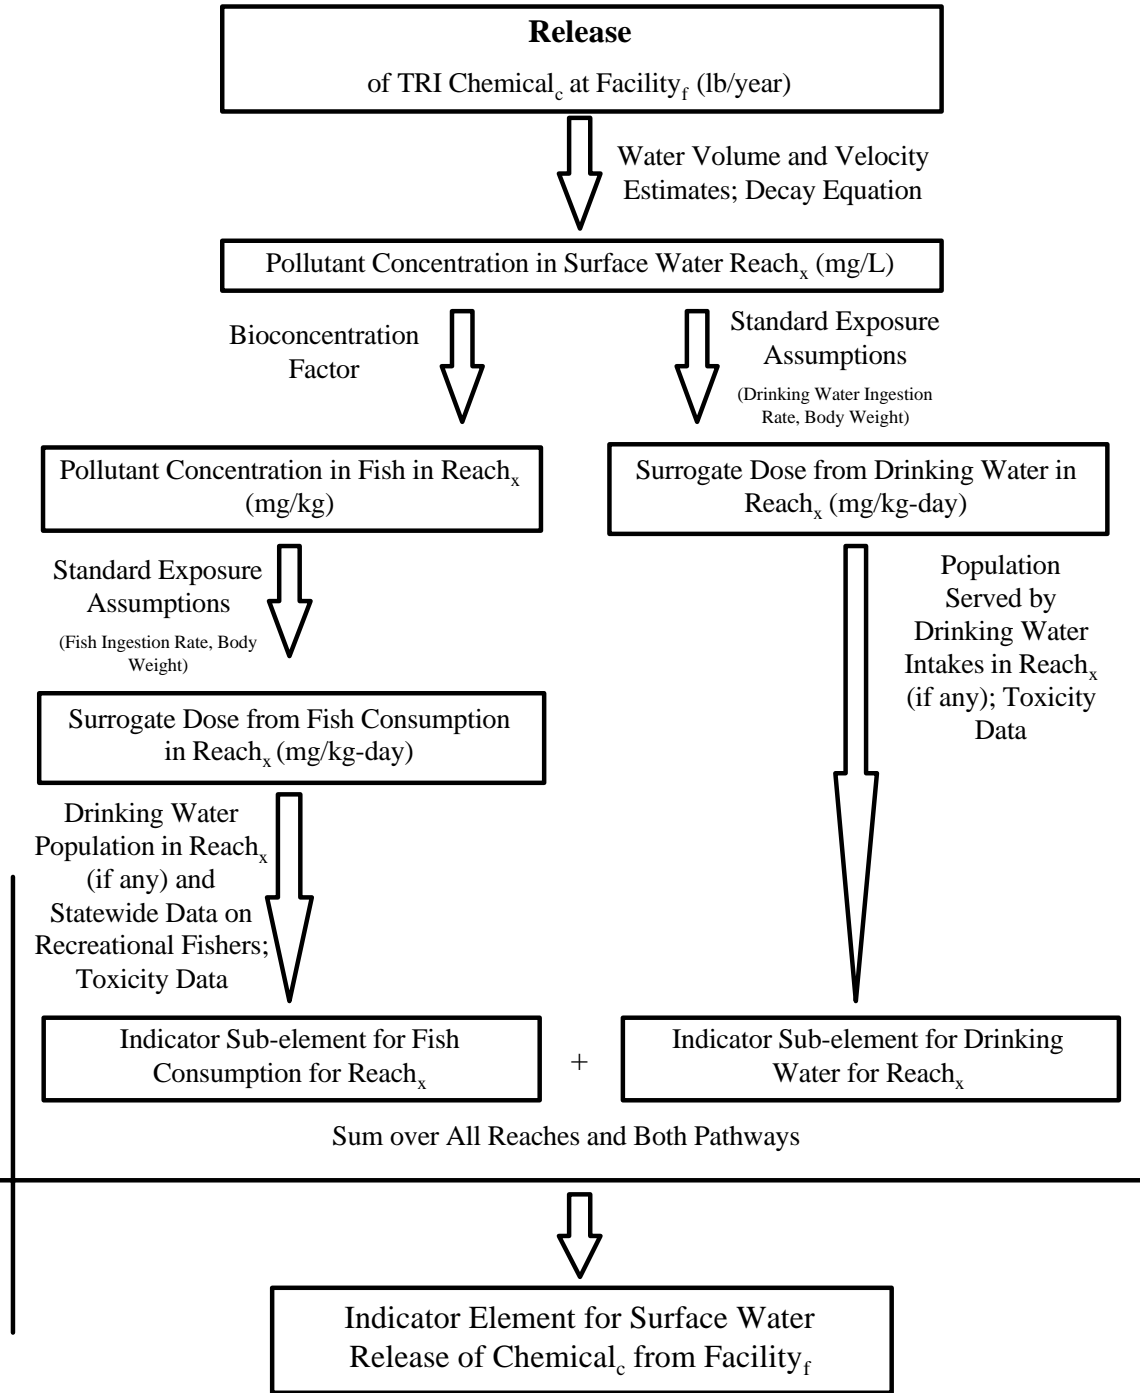 Release
of TRI Chemical_c at Facility_f (lb/year)
Water Volume and Velocity
Estimates; Decay Equation
Pollutant Concentration in Surface Water Reach_x (mg/L)
Bioconcentration
Factor
Standard Exposure
Assumptions
(Drinking Water Ingestion
Rate, Body Weight)
Pollutant Concentration in Fish in Reach_x
(mg/kg)
Surrogate Dose from Drinking Water in
Reach_x (mg/kg-day)
Standard Exposure
Assumptions
(Fish Ingestion Rate, Body
Weight)
Population
Served by
Drinking Water
Intakes in Reach_x
(if any); Toxicity
Data
Surrogate Dose from Fish Consumption
in Reach_x (mg/kg-day)
Drinking Water
Population in Reach_x
(if any) and
Statewide Data on
Recreational Fishers;
Toxicity Data
Indicator Sub-element for Fish
Consumption for Reach_x
+
Indicator Sub-element for Drinking
Water for Reach_x
Sum over All Reaches and Both Pathways
Indicator Element for Surface Water
Release of Chemical_c from Facility_f